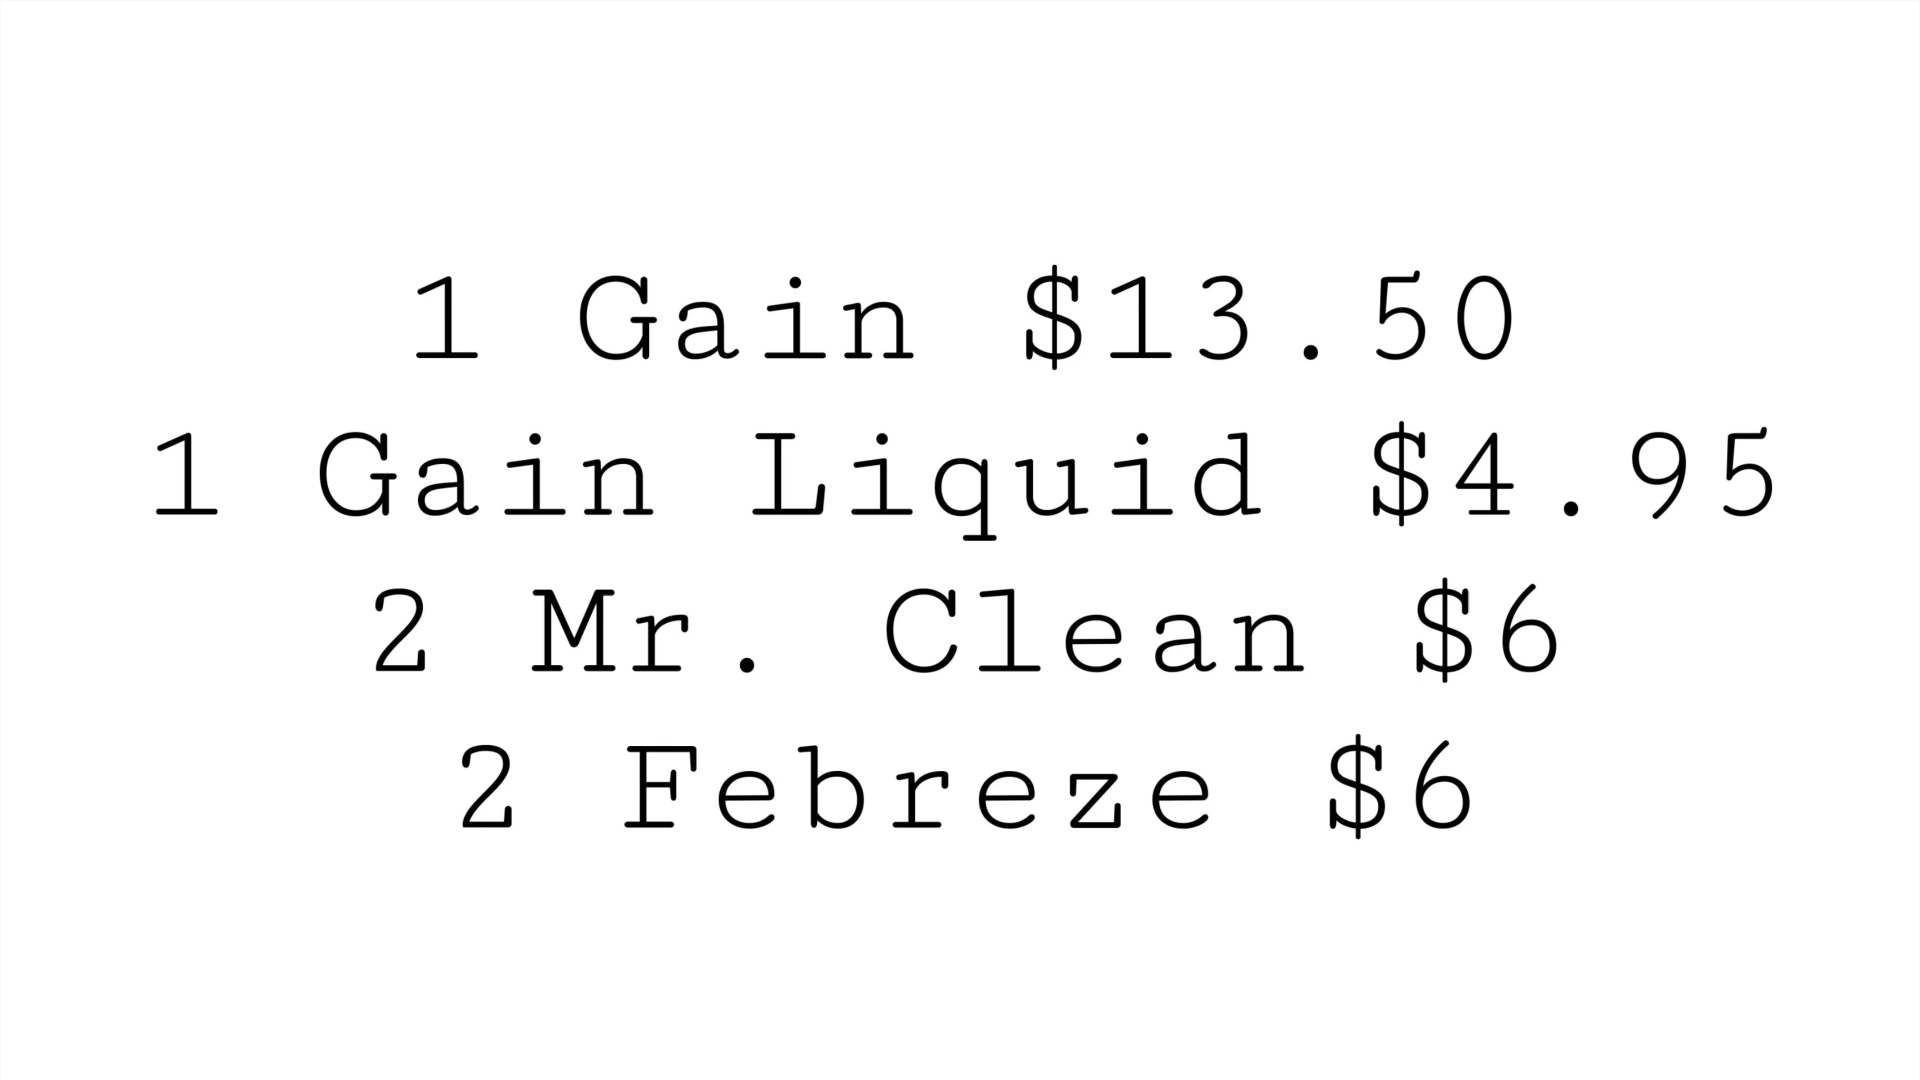 1 Gain $13.50
1 Gain Liquid $4.95
2 Mr. Clean $6
2 Febreze $6